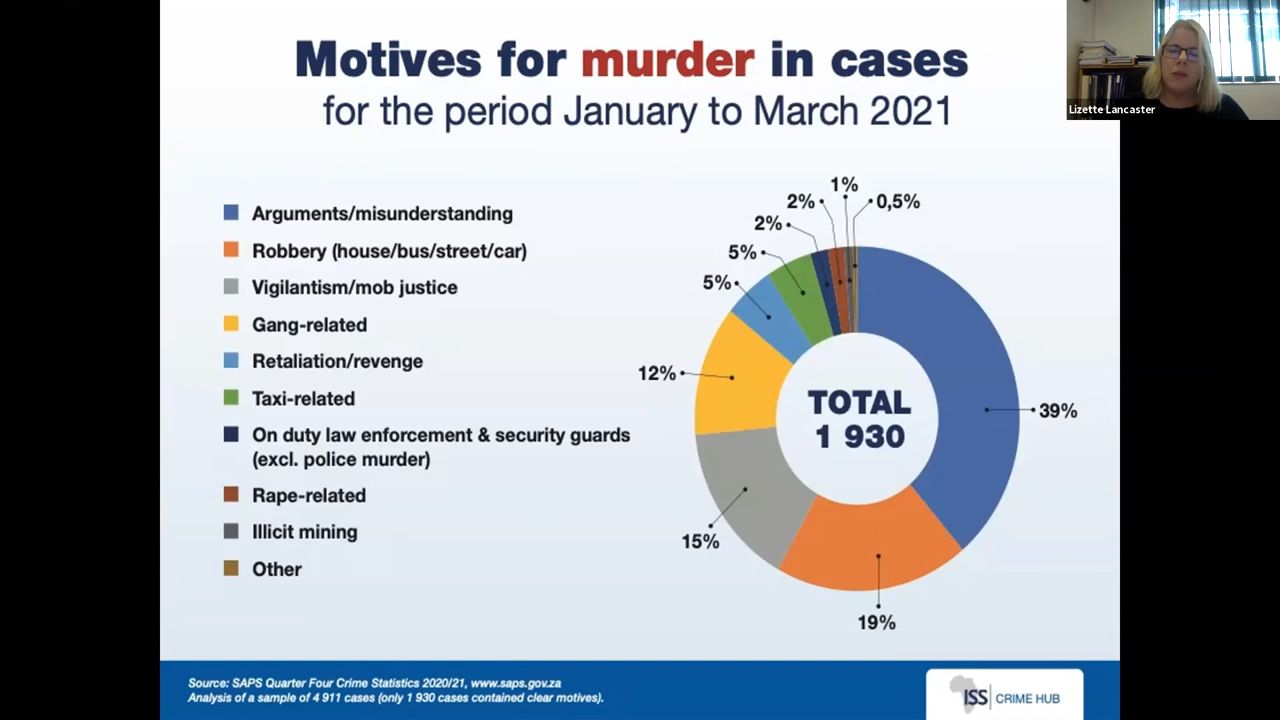 Motives for murder in cases
for the period January to March 2021
Lizette Lancaster
Arguments/misunderstanding
Robbery (house/bus/street/car)
Vigilantism/mob justice
Gang-related
Retaliation/revenge
Taxi-related
On duty law enforcement & security guards
(excl. police murder)
Rape-related
Illicit mining
Other
1%
2%
0,5%
2%
5%
5%
12%
39%
15%
19%
TOTAL
1 930
Source: SAPS Quarter Four Crime Statistics 2020/21, www.saps.gov.za
Analysis of a sample of 4 911 cases (only 1 930 cases contained clear motives).
ISS CRIME HUB